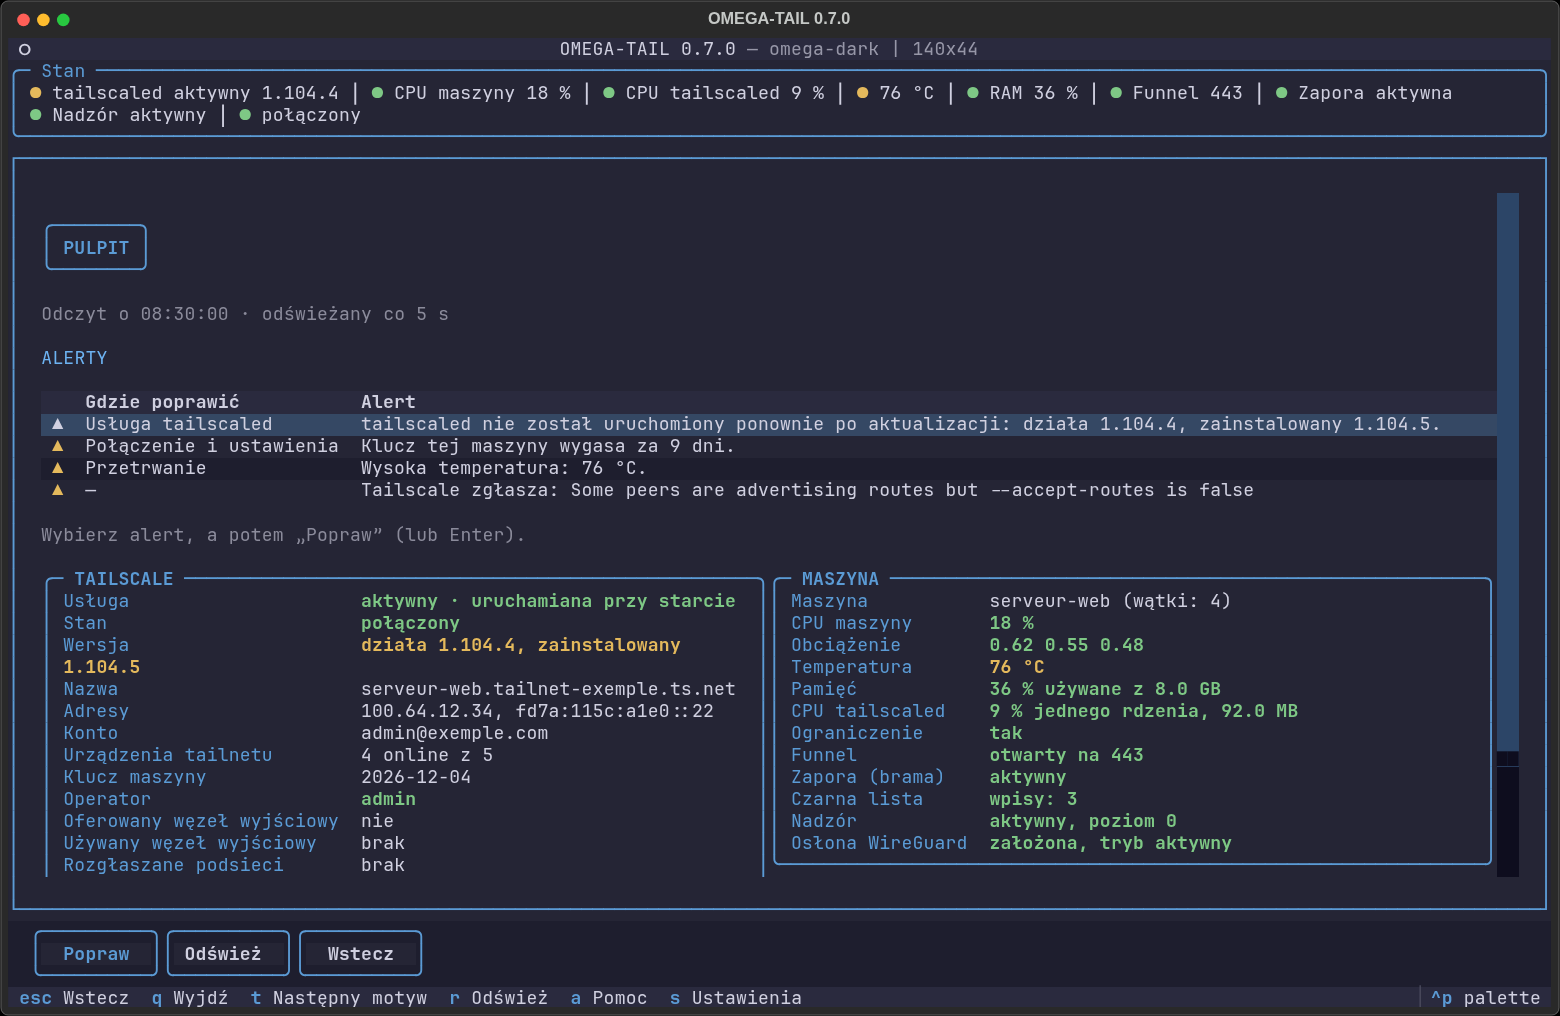 OMEGA-TAIL 0.7.0
OMEGA-TAIL 0.7.0 — omega-dark | 140x44
Stan
tailscaled aktywny 1.104.4 │ ● CPU maszyny 18 % │ ● CPU tailscaled 9 % │ ● 76 °C │ ● RAM 36 % │ ● Funnel 443 │ ● Zapora aktywna
Nadzór aktywny │ ● połączony
PULPIT
Odczyt o 08:30:00 · odświeżany co 5 s
ALERTY
Gdzie poprawić Alert
▲ Usługa tailscaled tailscaled nie został uruchomiony ponownie po aktualizacji: działa 1.104.4, zainstalowany 1.104.5.
▲ Połączenie i ustawienia Klucz tej maszyny wygasa za 9 dni.
▲ Przetrwanie Wysoka temperatura: 76 °C.
▲ — Tailscale zgłasza: Some peers are advertising routes but --accept-routes is false
Wybierz alert, a potem „Popraw” (lub Enter).
TAILSCALE
Usługa aktywny · uruchamiana przy starcie
Stan połączony
Wersja działa 1.104.4, zainstalowany
1.104.5
Nazwa serveur-web.tailnet-exemple.ts.net
Adresy 100.64.12.34, fd7a:115c:a1e0::22
Konto admin@exemple.com
Urządzenia tailnetu 4 online z 5
Klucz maszyny 2026-12-04
Operator admin
Oferowany węzeł wyjściowy nie
Używany węzeł wyjściowy brak
Rozgłaszane podsieci brak
MASZYNA
Maszyna serveur-web (wątki: 4)
CPU maszyny 18 %
Obciążenie 0.62 0.55 0.48
Temperatura 76 °C
Pamięć 36 % używane z 8.0 GB
CPU tailscaled 9 % jednego rdzenia, 92.0 MB
Ograniczenie tak
Funnel otwarty na 443
Zapora (brama) aktywny
Czarna lista wpisy: 3
Nadzór aktywny, poziom 0
Osłona WireGuard założona, tryb aktywny
Popraw Odśwież Wstecz
esc Wstecz q Wyjdź t Następny motyw r Odśwież a Pomoc s Ustawienia ^p palette